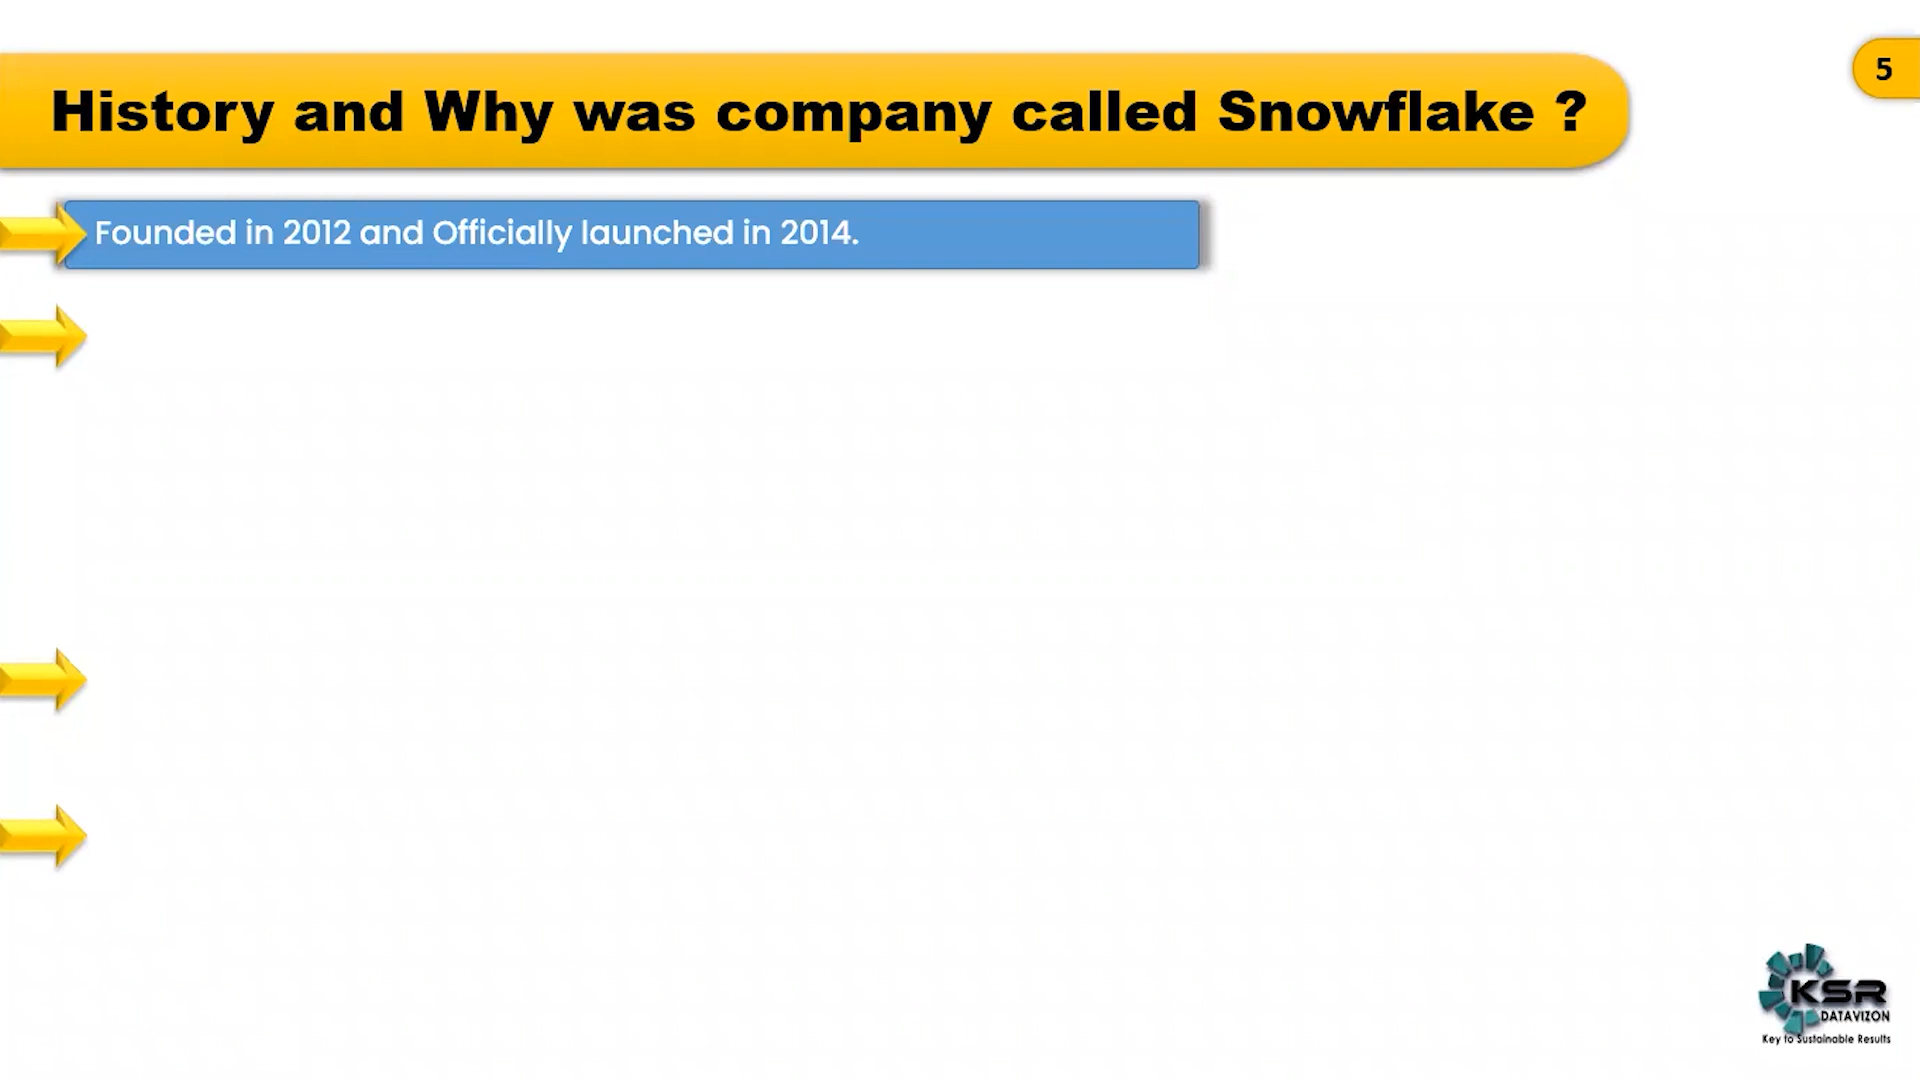 History and Why was company called Snowflake ?
5
Founded in 2012 and Officially launched in 2014.
KSR
DATAVIZON
Key to Sustainable Results